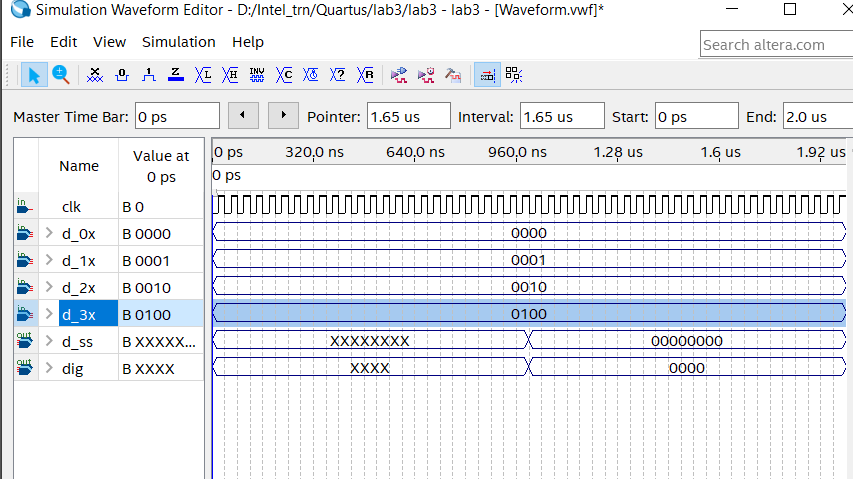 Simulation Waveform Editor - D:/Intel_trn/Quartus/lab3/lab3 - lab3 - [Waveform.vwf]*
File Edit View Simulation Help
Search altera.com
Master Time Bar: 0 ps Pointer: 1.65 us Interval: 1.65 us Start: 0 ps End: 2.0 us
Name Value at 0 ps 0 ps 320,0 ns 640,0 ns 960,0 ns 1.28 us 1.6 us 1.92 us
0 ps
clk B 0
d_0x B 0000 0000
d_1x B 0001 0001
d_2x B 0010 0010
d_3x B 0100 0100
d_ss B XXXXX... XXXXXXXX 00000000
dig B XXXX XXXX 0000